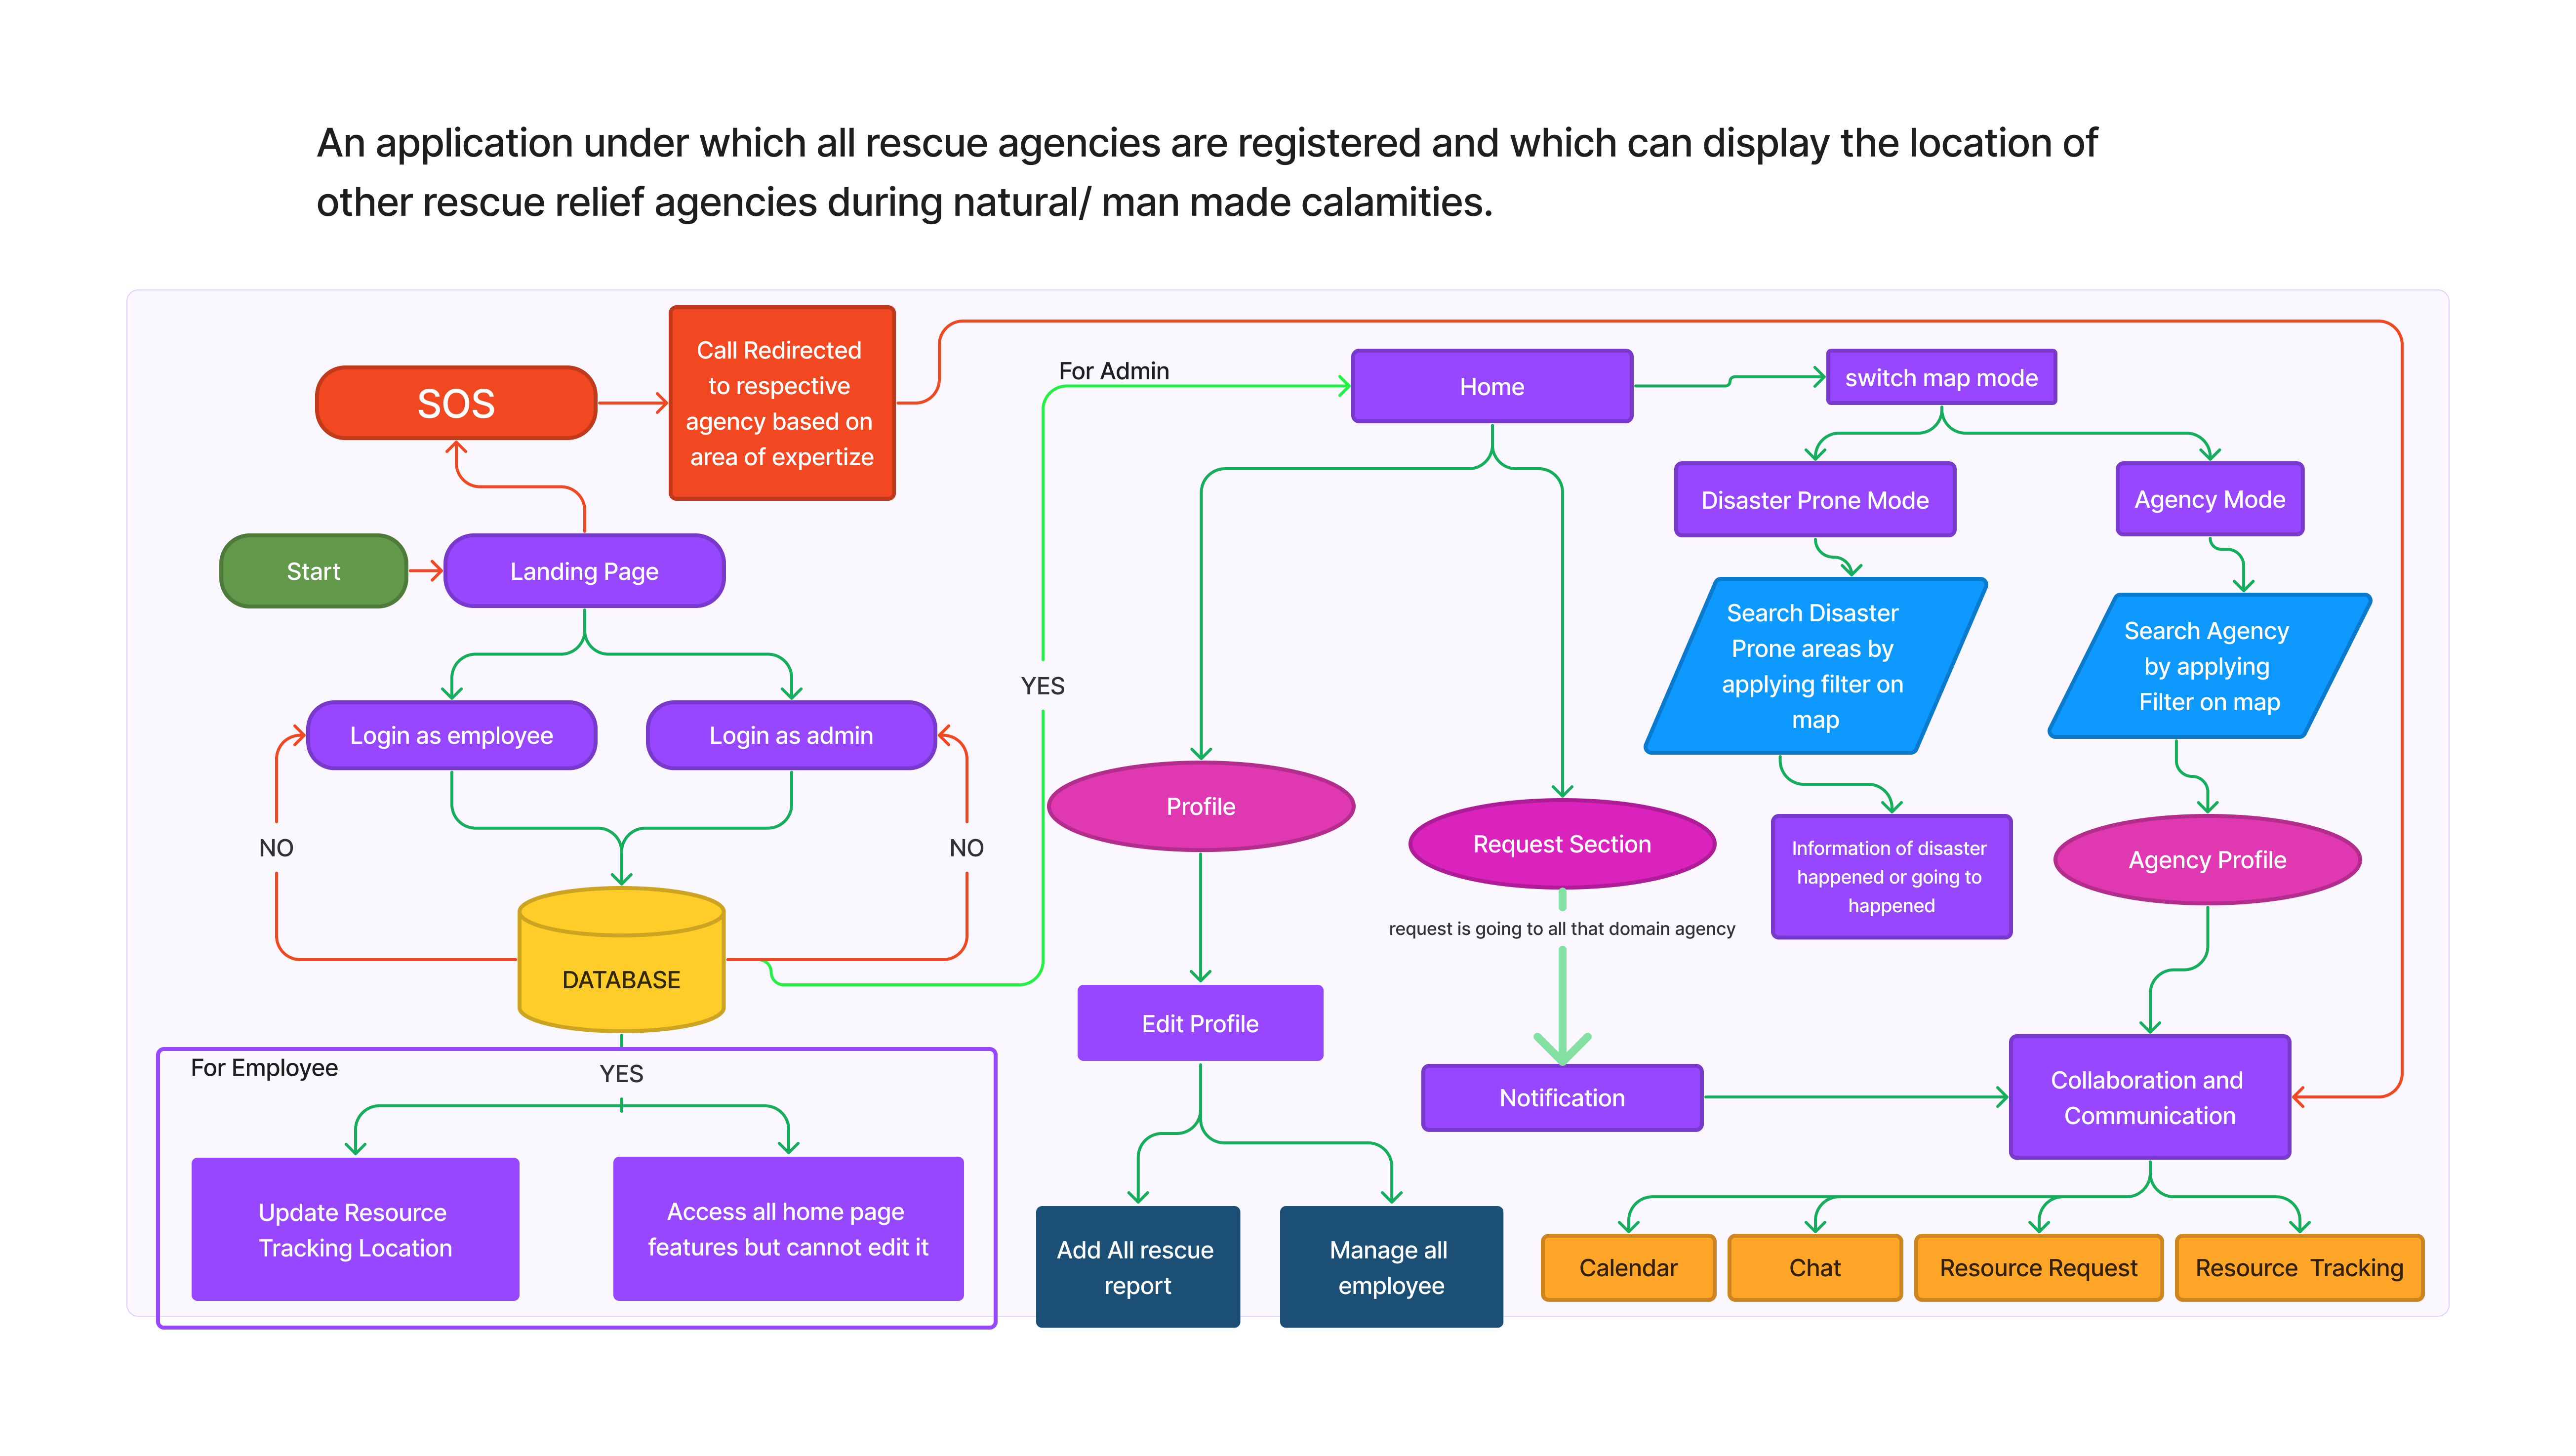 An application under which all rescue agencies are registered and which can display the location of
other rescue relief agencies during natural/ man made calamities.
SOS
Call Redirected
to respective
agency based on
area of expertize
Start
Landing Page
Login as employee
Login as admin
NO
NO
DATABASE
For Employee
YES
Update Resource
Tracking Location
Access all home page
features but cannot edit it
For Admin
YES
Home
switch map mode
Disaster Prone Mode
Agency Mode
Search Disaster
Prone areas by
applying filter on
map
Search Agency
by applying
Filter on map
Profile
Request Section
Information of disaster
happened or going to
happened
Agency Profile
request is going to all that domain agency
Edit Profile
Notification
Collaboration and
Communication
Add All rescue
report
Manage all
employee
Calendar
Chat
Resource Request
Resource  Tracking